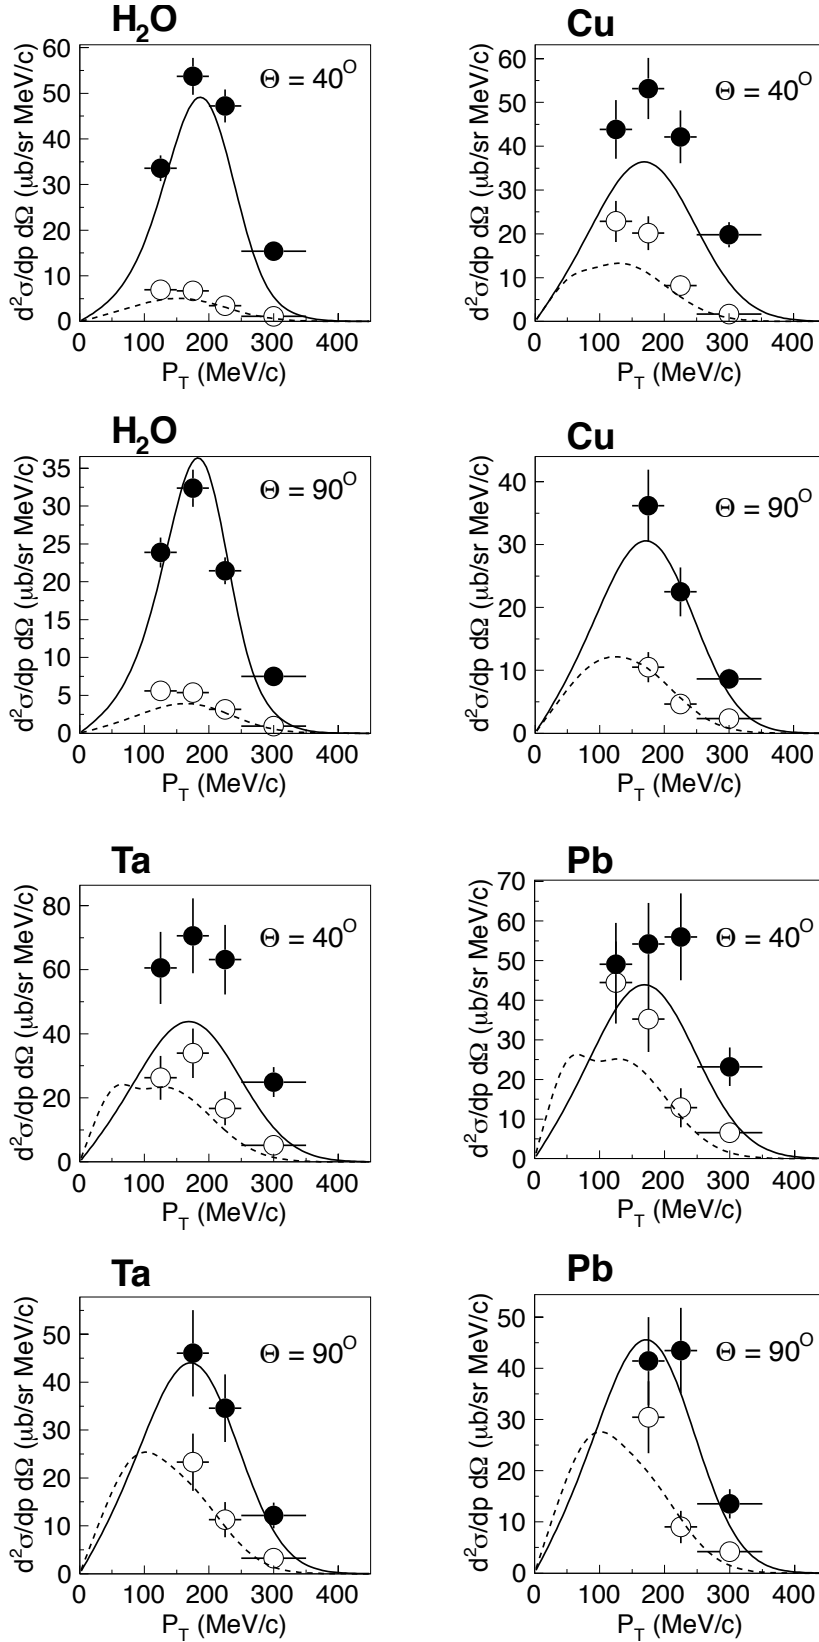 H₂O
d²σ/dp dΩ (μb/sr MeV/c)
60
50
40
30
20
10
0
Θ = 40ᴼ
0 100 200 300 400
P_T (MeV/c)
Cu
d²σ/dp dΩ (μb/sr MeV/c)
60
50
40
30
20
10
0
Θ = 40ᴼ
0 100 200 300 400
P_T (MeV/c)
H₂O
d²σ/dp dΩ (μb/sr MeV/c)
35
30
25
20
15
10
5
0
Θ = 90ᴼ
0 100 200 300 400
P_T (MeV/c)
Cu
d²σ/dp dΩ (μb/sr MeV/c)
40
30
20
10
0
Θ = 90ᴼ
0 100 200 300 400
P_T (MeV/c)
Ta
d²σ/dp dΩ (μb/sr MeV/c)
80
60
40
20
0
Θ = 40ᴼ
0 100 200 300 400
P_T (MeV/c)
Pb
d²σ/dp dΩ (μb/sr MeV/c)
70
60
50
40
30
20
10
0
Θ = 40ᴼ
0 100 200 300 400
P_T (MeV/c)
Ta
d²σ/dp dΩ (μb/sr MeV/c)
50
40
30
20
10
0
Θ = 90ᴼ
0 100 200 300 400
P_T (MeV/c)
Pb
d²σ/dp dΩ (μb/sr MeV/c)
50
40
30
20
10
0
Θ = 90ᴼ
0 100 200 300 400
P_T (MeV/c)